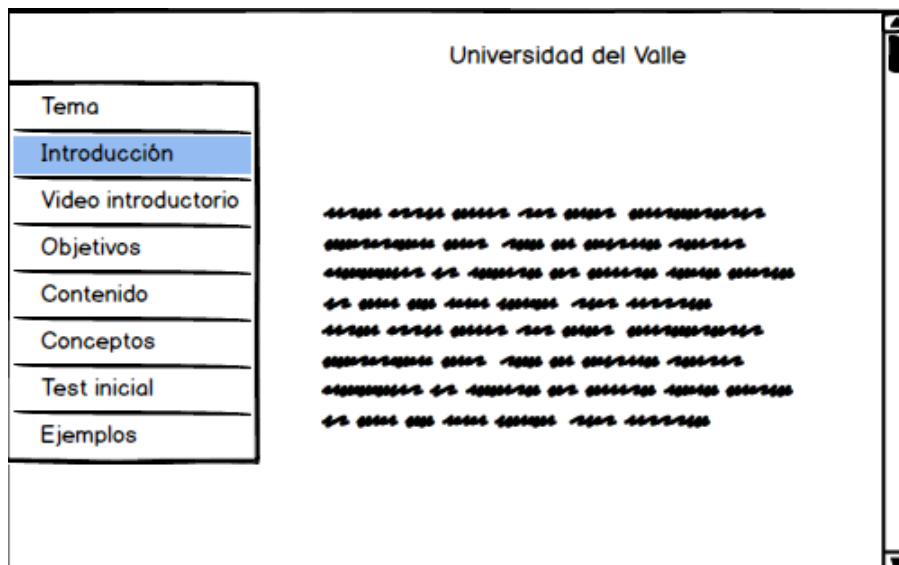 Universidad del Valle
Tema
Introducción
Video introductorio
Objetivos
Contenido
Conceptos
Test inicial
Ejemplos